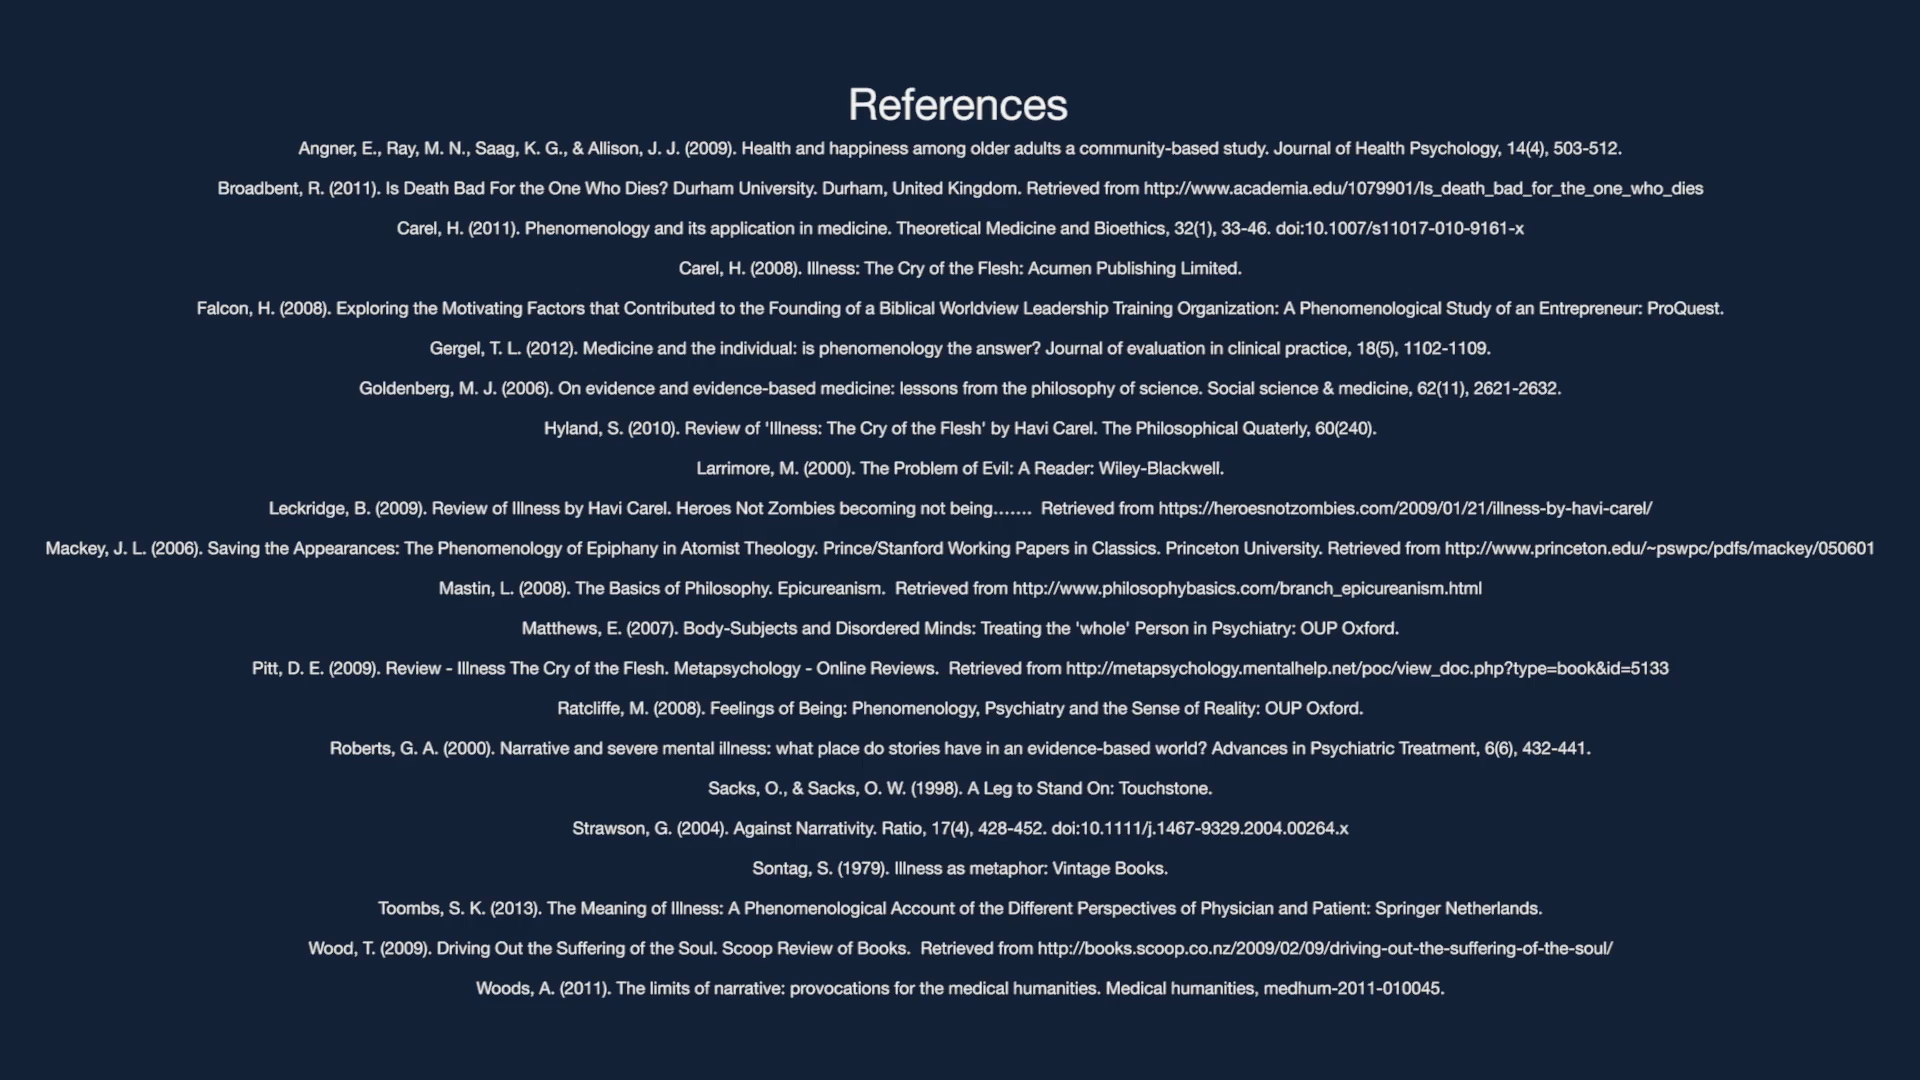 References
Angner, E., Ray, M. N., Saag, K. G., & Allison, J. J. (2009). Health and happiness among older adults a community-based study. Journal of Health Psychology, 14(4), 503-512.
Broadbent, R. (2011). Is Death Bad For the One Who Dies? Durham University. Durham, United Kingdom. Retrieved from http://www.academia.edu/1079901/Is_death_bad_for_the_one_who_dies
Carel, H. (2011). Phenomenology and its application in medicine. Theoretical Medicine and Bioethics, 32(1), 33-46. doi:10.1007/s11017-010-9161-x
Carel, H. (2008). Illness: The Cry of the Flesh: Acumen Publishing Limited.
Falcon, H. (2008). Exploring the Motivating Factors that Contributed to the Founding of a Biblical Worldview Leadership Training Organization: A Phenomenological Study of an Entrepreneur: ProQuest.
Gergel, T. L. (2012). Medicine and the individual: is phenomenology the answer? Journal of evaluation in clinical practice, 18(5), 1102-1109.
Goldenberg, M. J. (2006). On evidence and evidence-based medicine: lessons from the philosophy of science. Social science & medicine, 62(11), 2621-2632.
Hyland, S. (2010). Review of 'Illness: The Cry of the Flesh' by Havi Carel. The Philosophical Quaterly, 60(240).
Larrimore, M. (2000). The Problem of Evil: A Reader: Wiley-Blackwell.
Leckridge, B. (2009). Review of Illness by Havi Carel. Heroes Not Zombies becoming not being.......  Retrieved from https://heroesnotzombies.com/2009/01/21/illness-by-havi-carel/
Mackey, J. L. (2006). Saving the Appearances: The Phenomenology of Epiphany in Atomist Theology. Prince/Stanford Working Papers in Classics. Princeton University. Retrieved from http://www.princeton.edu/~pswpc/pdfs/mackey/050601
Mastin, L. (2008). The Basics of Philosophy. Epicureanism.  Retrieved from http://www.philosophybasics.com/branch_epicureanism.html
Matthews, E. (2007). Body-Subjects and Disordered Minds: Treating the 'whole' Person in Psychiatry: OUP Oxford.
Pitt, D. E. (2009). Review - Illness The Cry of the Flesh. Metapsychology - Online Reviews.  Retrieved from http://metapsychology.mentalhelp.net/poc/view_doc.php?type=book&id=5133
Ratcliffe, M. (2008). Feelings of Being: Phenomenology, Psychiatry and the Sense of Reality: OUP Oxford.
Roberts, G. A. (2000). Narrative and severe mental illness: what place do stories have in an evidence-based world? Advances in Psychiatric Treatment, 6(6), 432-441.
Sacks, O., & Sacks, O. W. (1998). A Leg to Stand On: Touchstone.
Strawson, G. (2004). Against Narrativity. Ratio, 17(4), 428-452. doi:10.1111/j.1467-9329.2004.00264.x
Sontag, S. (1979). Illness as metaphor: Vintage Books.
Toombs, S. K. (2013). The Meaning of Illness: A Phenomenological Account of the Different Perspectives of Physician and Patient: Springer Netherlands.
Wood, T. (2009). Driving Out the Suffering of the Soul. Scoop Review of Books.  Retrieved from http://books.scoop.co.nz/2009/02/09/driving-out-the-suffering-of-the-soul/
Woods, A. (2011). The limits of narrative: provocations for the medical humanities. Medical humanities, medhum-2011-010045.